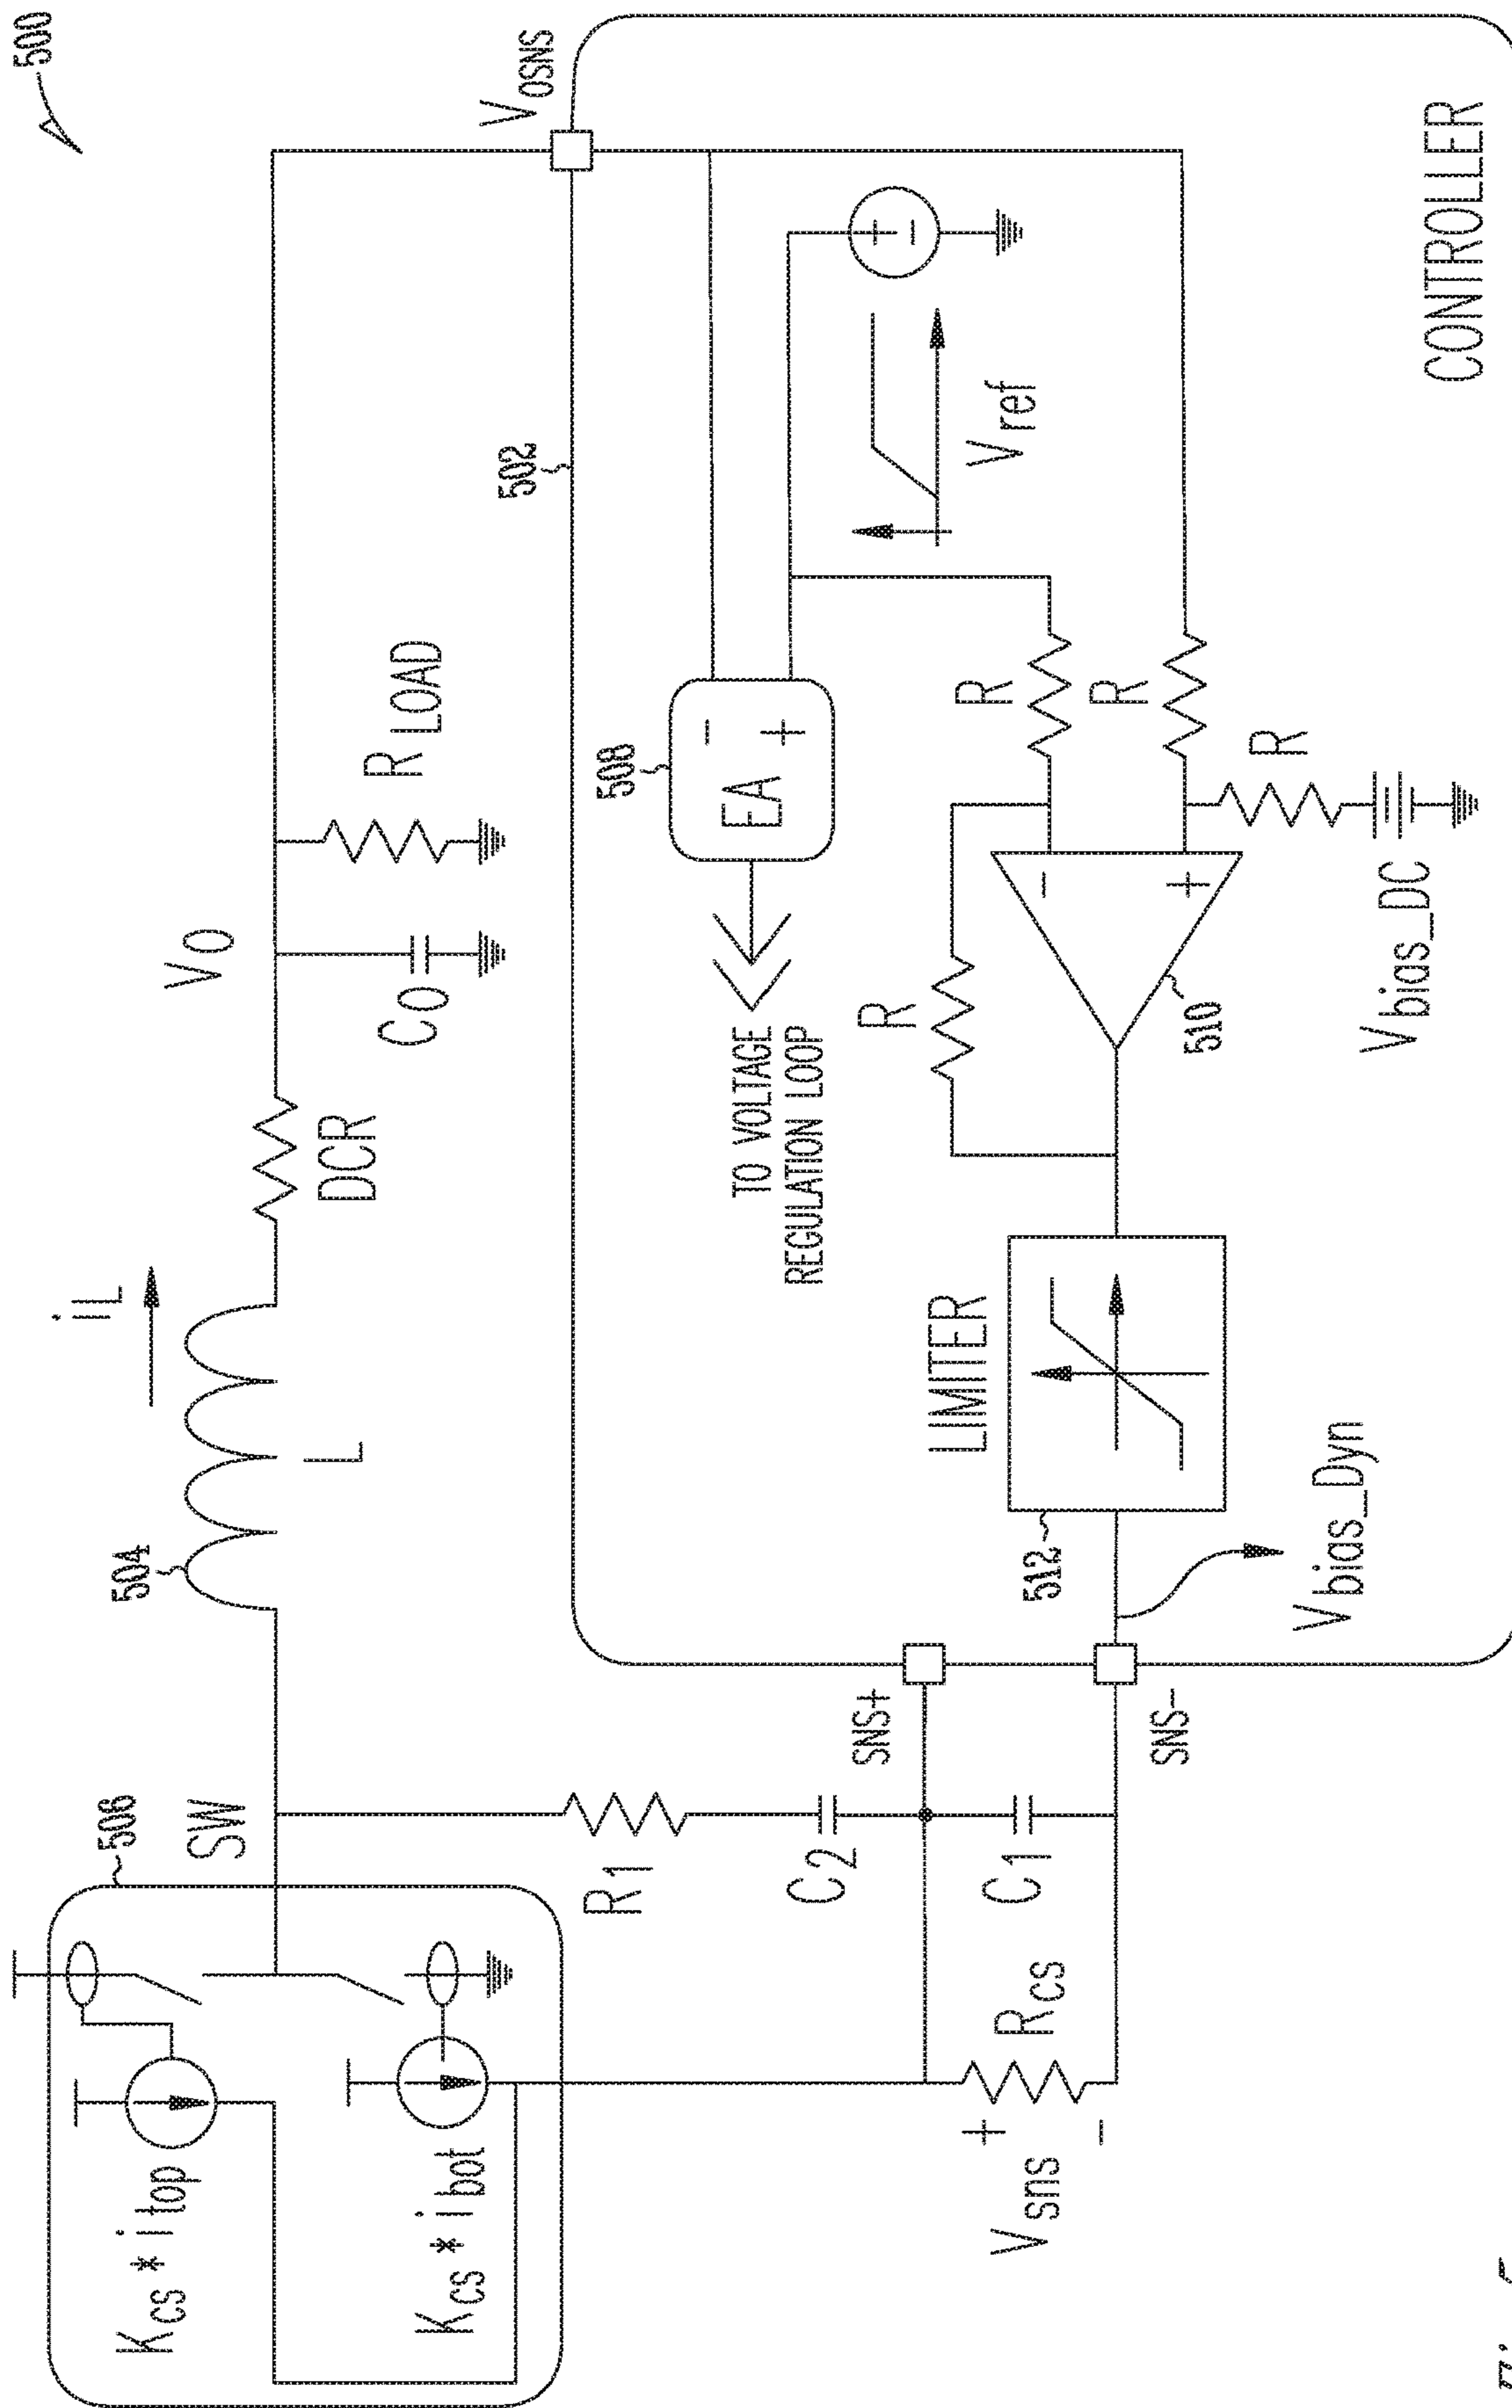 500
506
SW
504
iL
L
DCR
VO
CO
RLOAD
VOSNS
502
Kcs * itop
Kcs * ibot
R1
C2
C1
Rcs
+
Vsns
-
SNS+
SNS-
508
EA
-
+
TO VOLTAGE
REGULATION LOOP
+
-
Vref
R
R
R
R
-
+
510
Vbias_DC
LIMITER
512
Vbias_Dyn
CONTROLLER